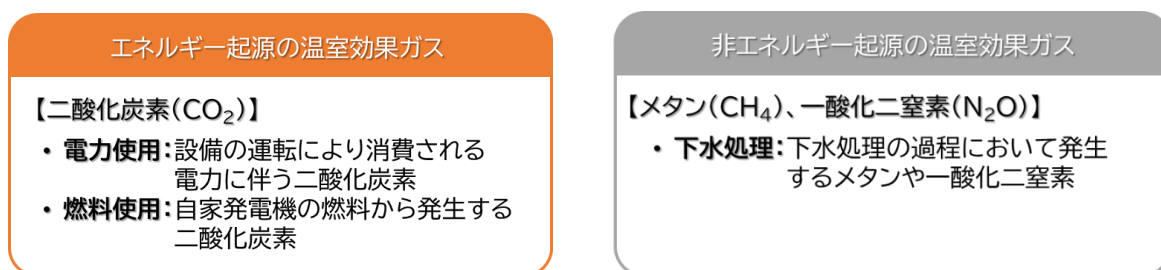 エネルギー起源の温室効果ガス
【二酸化炭素(CO₂)】
・電力使用:設備の運転により消費される
電力に伴う二酸化炭素
・燃料使用:自家発電機の燃料から発生する
二酸化炭素
非エネルギー起源の温室効果ガス
【メタン(CH₄)、一酸化二窒素(N₂O)】
・下水処理:下水処理の過程において発生
するメタンや一酸化二窒素